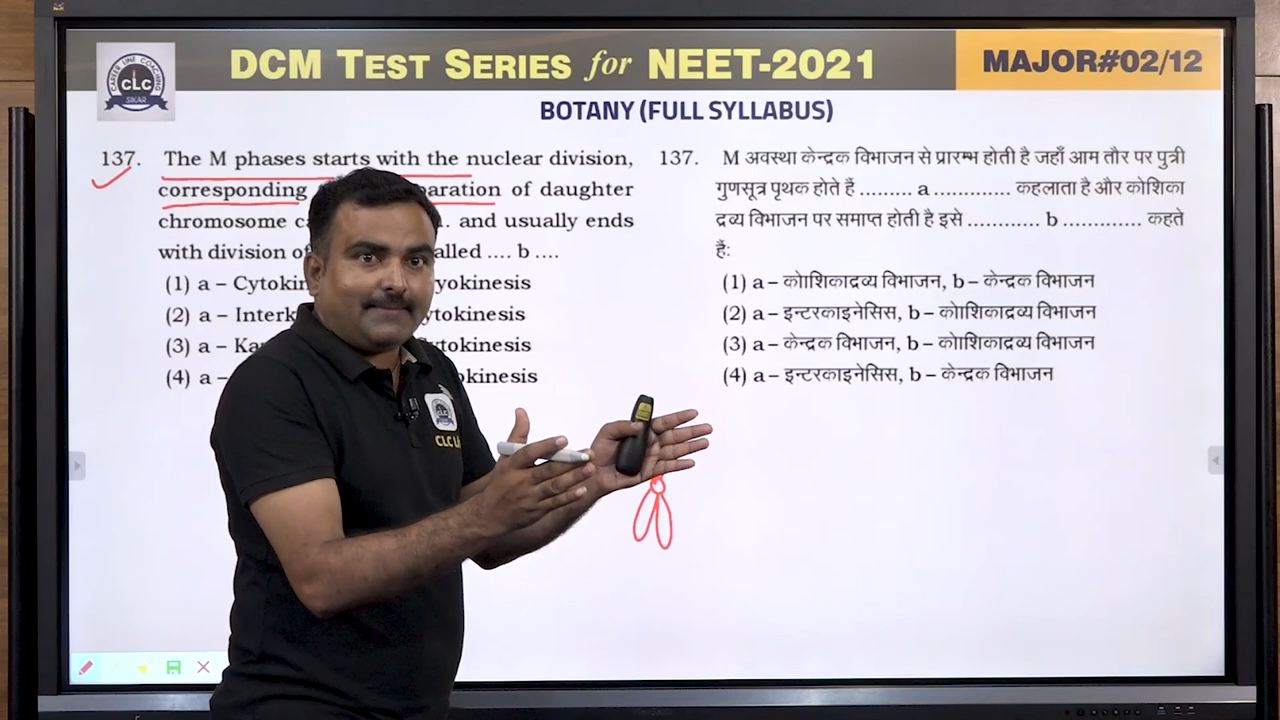 DCM TEST SERIES for NEET-2021
MAJOR#02/12
CAREER LINE COACHING
CLC
SIKAR
BOTANY (FULL SYLLABUS)
137. The M phases starts with the nuclear division,
corresponding paration of daughter
chromosome .. and usually ends
with division of alled .... b ....
(1) a – Cytokin yokinesis
(2) a – Interk ytokinesis
(3) a – Ka ytokinesis
(4) a – okinesis
137. M अवस्था केन्द्रक विभाजन से प्रारम्भ होती है जहाँ आम तौर पर पुत्री
गुणसूत्र पृथक होते हैं ......... a ............. कहलाता है और कोशिका
द्रव्य विभाजन पर समाप्त होती है इसे ............ b ............. कहते
हैं:
(1) a – कोाशिकाद्रव्य विभाजन, b – केन्द्रक विभाजन
(2) a – इन्टरकाइनेसिस, b – कोाशिकाद्रव्य विभाजन
(3) a – केन्द्रक विभाजन, b – कोाशिकाद्रव्य विभाजन
(4) a – इन्टरकाइनेसिस, b – केन्द्रक विभाजन
CLC
CLC